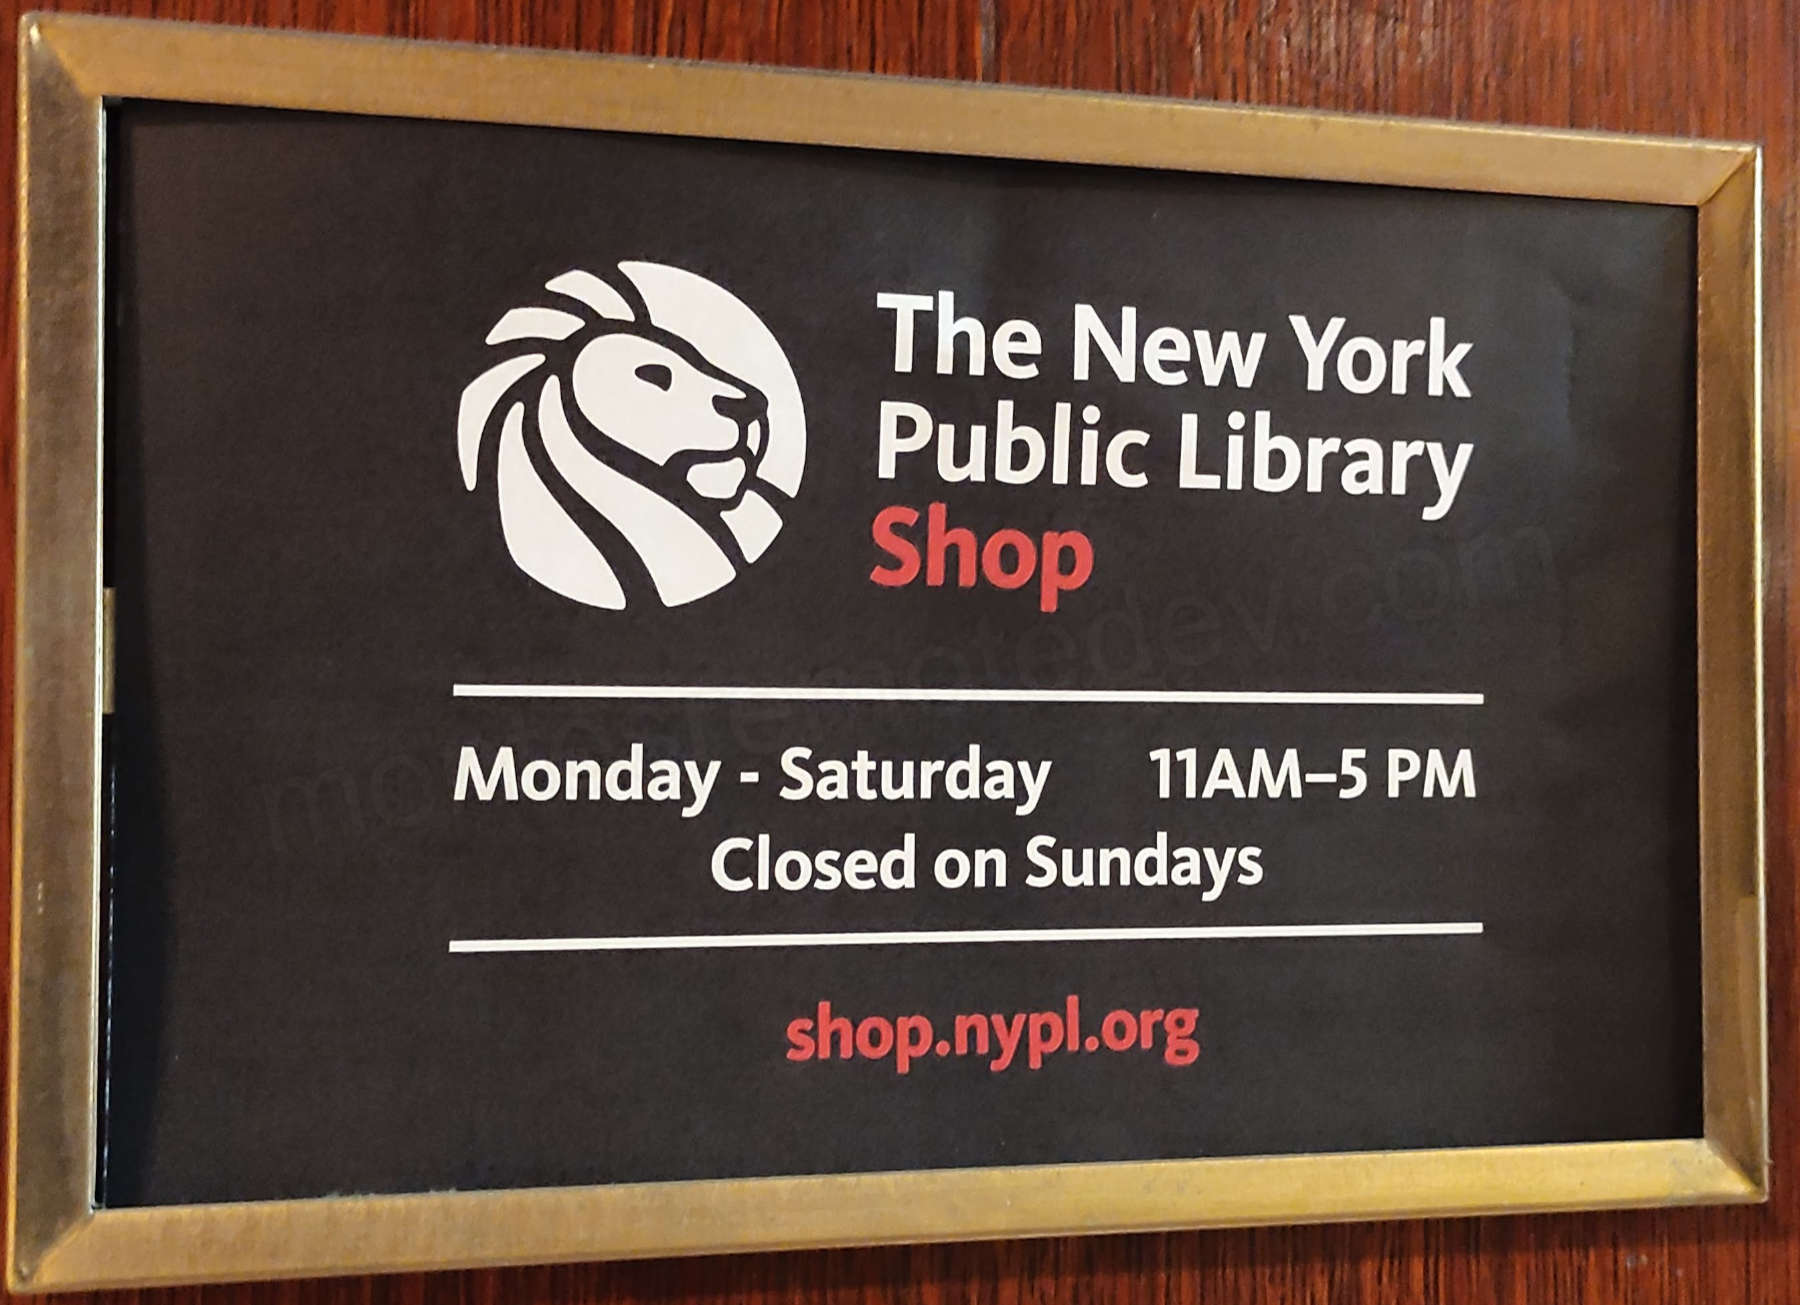 The New York
Public Library
Shop
Monday - Saturday 11AM–5 PM
Closed on Sundays
shop.nypl.org